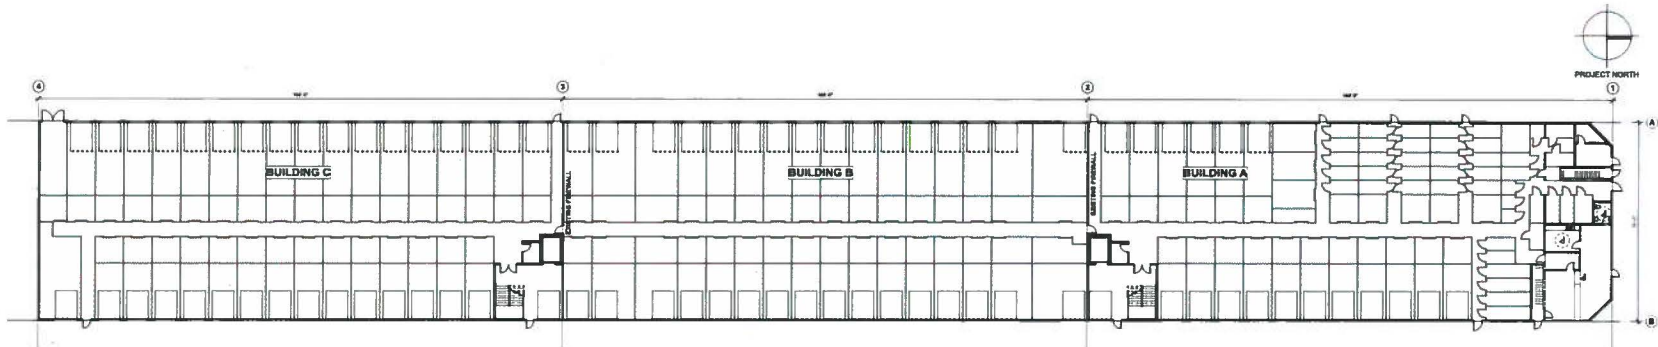 PROJECT NORTH
4
3
2
1
A
BUILDING C
BUILDING B
BUILDING A
EXISTING FIREWALL
EXISTING FIREWALL
B